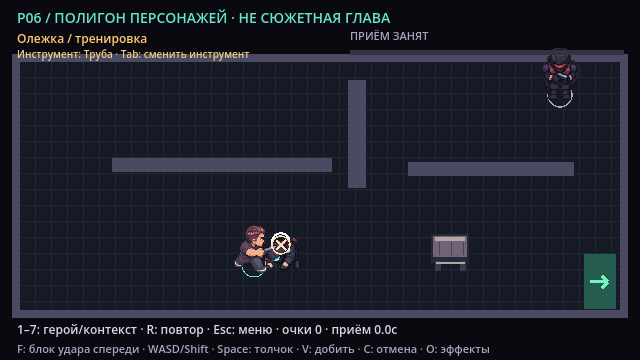 P06 / ПОЛИГОН ПЕРСОНАЖЕЙ · НЕ СЮЖЕТНАЯ ГЛАВА
Олежка / тренировка
ПРИЁМ ЗАНЯТ
Инструмент: Труба · Tab: сменить инструмент
1–7: герой/контекст · R: повтор · Esc: меню · очки 0 · приём 0.0с
F: блок удара спереди · WASD/Shift · Space: толчок · V: добить · C: отмена · O: эффекты